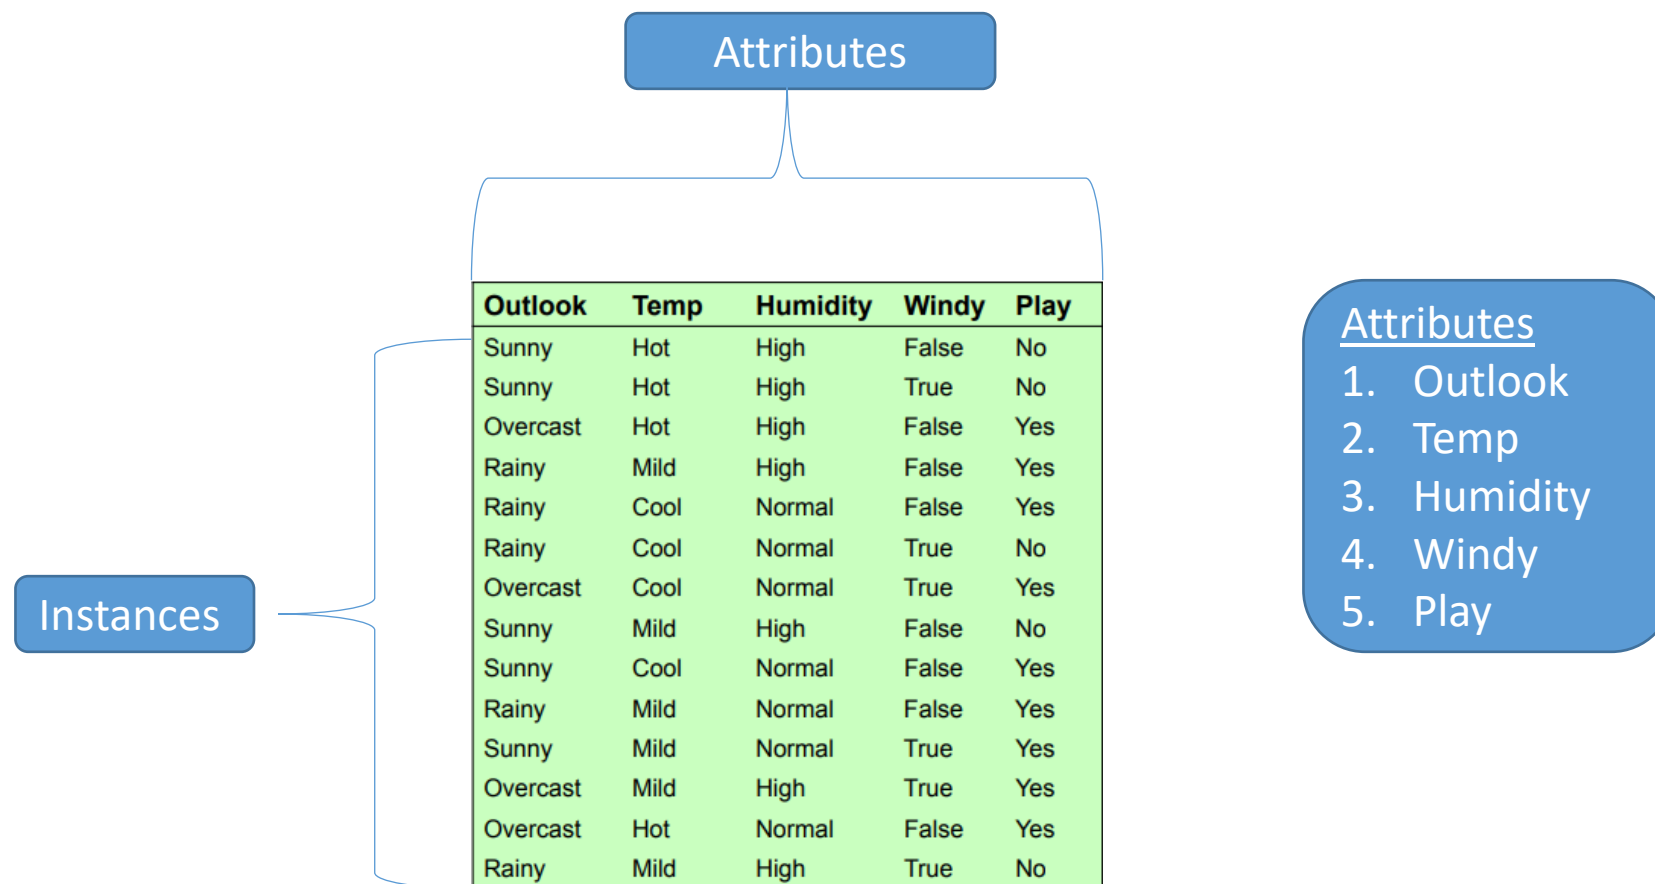 Attributes
Outlook Temp Humidity Windy Play
Sunny Hot High False No
Sunny Hot High True No
Overcast Hot High False Yes
Rainy Mild High False Yes
Rainy Cool Normal False Yes
Rainy Cool Normal True No
Overcast Cool Normal True Yes
Sunny Mild High False No
Sunny Cool Normal False Yes
Rainy Mild Normal False Yes
Sunny Mild Normal True Yes
Overcast Mild High True Yes
Overcast Hot Normal False Yes
Rainy Mild High True No
Instances
Attributes
1. Outlook
2. Temp
3. Humidity
4. Windy
5. Play